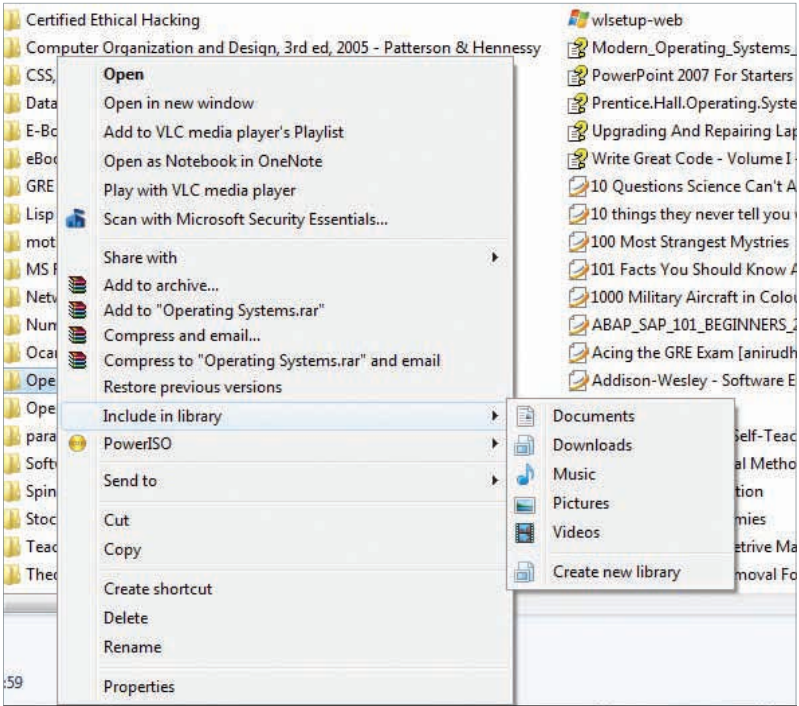 Certified Ethical Hacking
Computer Organization and Design, 3rd ed, 2005 - Patterson & Hennessy
CSS,
Data
E-Bo
eBoo
GRE
Lisp
mot
MS F
Netw
Num
Ocar
Ope
Ope
para
Soft
Spin
Stoc
Teac
Theo
:59
Open
Open in new window
Add to VLC media player's Playlist
Open as Notebook in OneNote
Play with VLC media player
Scan with Microsoft Security Essentials...
Share with
Add to archive...
Add to "Operating Systems.rar"
Compress and email...
Compress to "Operating Systems.rar" and email
Restore previous versions
Include in library
PowerISO
Send to
Cut
Copy
Create shortcut
Delete
Rename
Properties
Documents
Downloads
Music
Pictures
Videos
Create new library
wlsetup-web
Modern_Operating_Systems_
PowerPoint 2007 For Starters
Prentice.Hall.Operating.Syste
Upgrading And Repairing Lap
Write Great Code - Volume I -
10 Questions Science Can't A
10 things they never tell you
100 Most Strangest Mystries
101 Facts You Should Know A
1000 Military Aircraft in Colou
ABAP_SAP_101_BEGINNERS_2
Acing the GRE Exam [anirudh
Addison-Wesley - Software E
Self-Teac
al Metho
tion
mies
etrive Ma
moval Fo